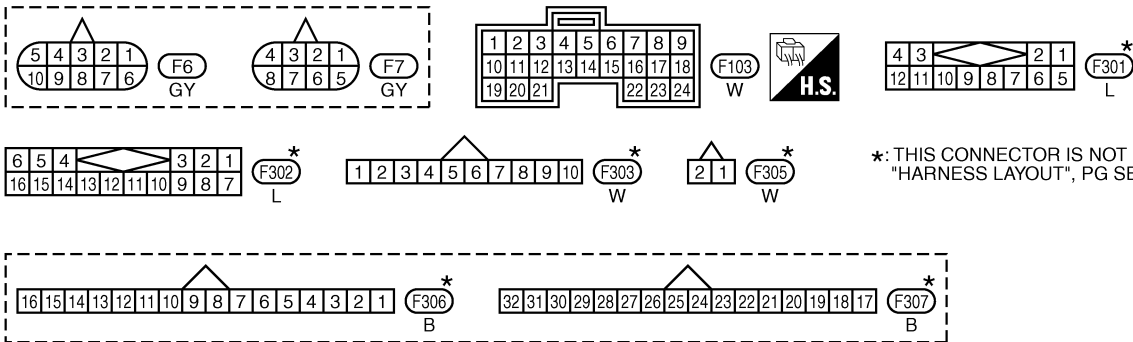 5 4 3 2 1
10 9 8 7 6
F6
GY
4 3 2 1
8 7 6 5
F7
GY
1 2 3 4 5 6 7 8 9
10 11 12 13 14 15 16 17 18
19 20 21 22 23 24
F103
W
H.S.
4 3 2 1
12 11 10 9 8 7 6 5
F301
*
L
6 5 4 3 2 1
16 15 14 13 12 11 10 9 8 7
F302
*
L
1 2 3 4 5 6 7 8 9 10
F303
*
W
2 1
F305
*
W
*: THIS CONNECTOR IS NOT
"HARNESS LAYOUT", PG SE
16 15 14 13 12 11 10 9 8 7 6 5 4 3 2 1
F306
*
B
32 31 30 29 28 27 26 25 24 23 22 21 20 19 18 17
F307
*
B